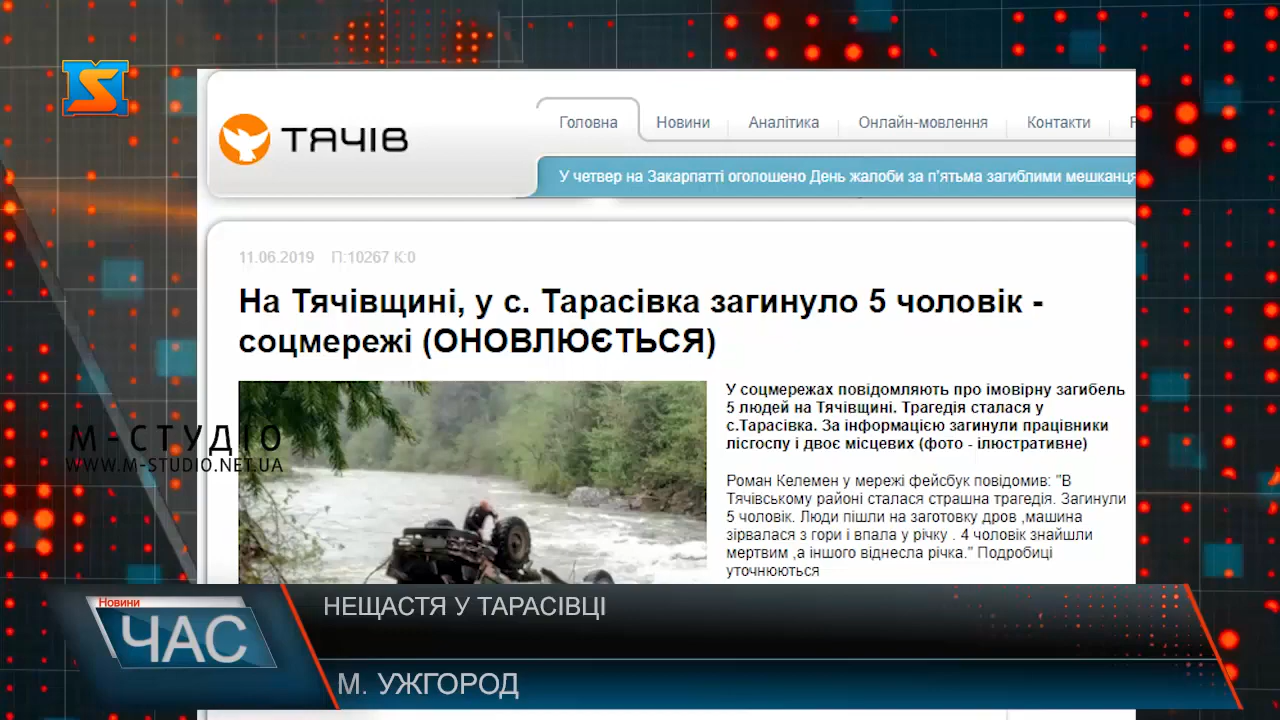 ТАЧІВ
Головна
Новини
Аналітика
Онлайн-мовлення
Контакти
У четвер на Закарпатті оголошено День жалоби за п'ятьма загиблими мешканця
11.06.2019 П:10267 К:0
На Тячівщині, у с. Тарасівка загинуло 5 чоловік -
соцмережі (ОНОВЛЮЄТЬСЯ)
У соцмережах повідомляють про імовірну загибель
5 людей на Тячівщині. Трагедія сталася у
с.Тарасівка. За інформацією загинули працівники
лісгоспу і двоє місцевих (фото - ілюстративне)
Роман Келемен у мережі фейсбук повідомив: "В
Тячівському районі сталася страшна трагедія. Загинули
5 чоловік. Люди пішли на заготовку дров ,машина
зірвалася з гори і впала у річку . 4 чоловік знайшли
мертвим ,а іншого віднесла річка." Подробиці
уточнюються
М-СТУДІО
WWW.M-STUDIO.NET.UA
Новини
ЧАС
НЕЩАСТЯ У ТАРАСІВЦІ
М. УЖГОРОД